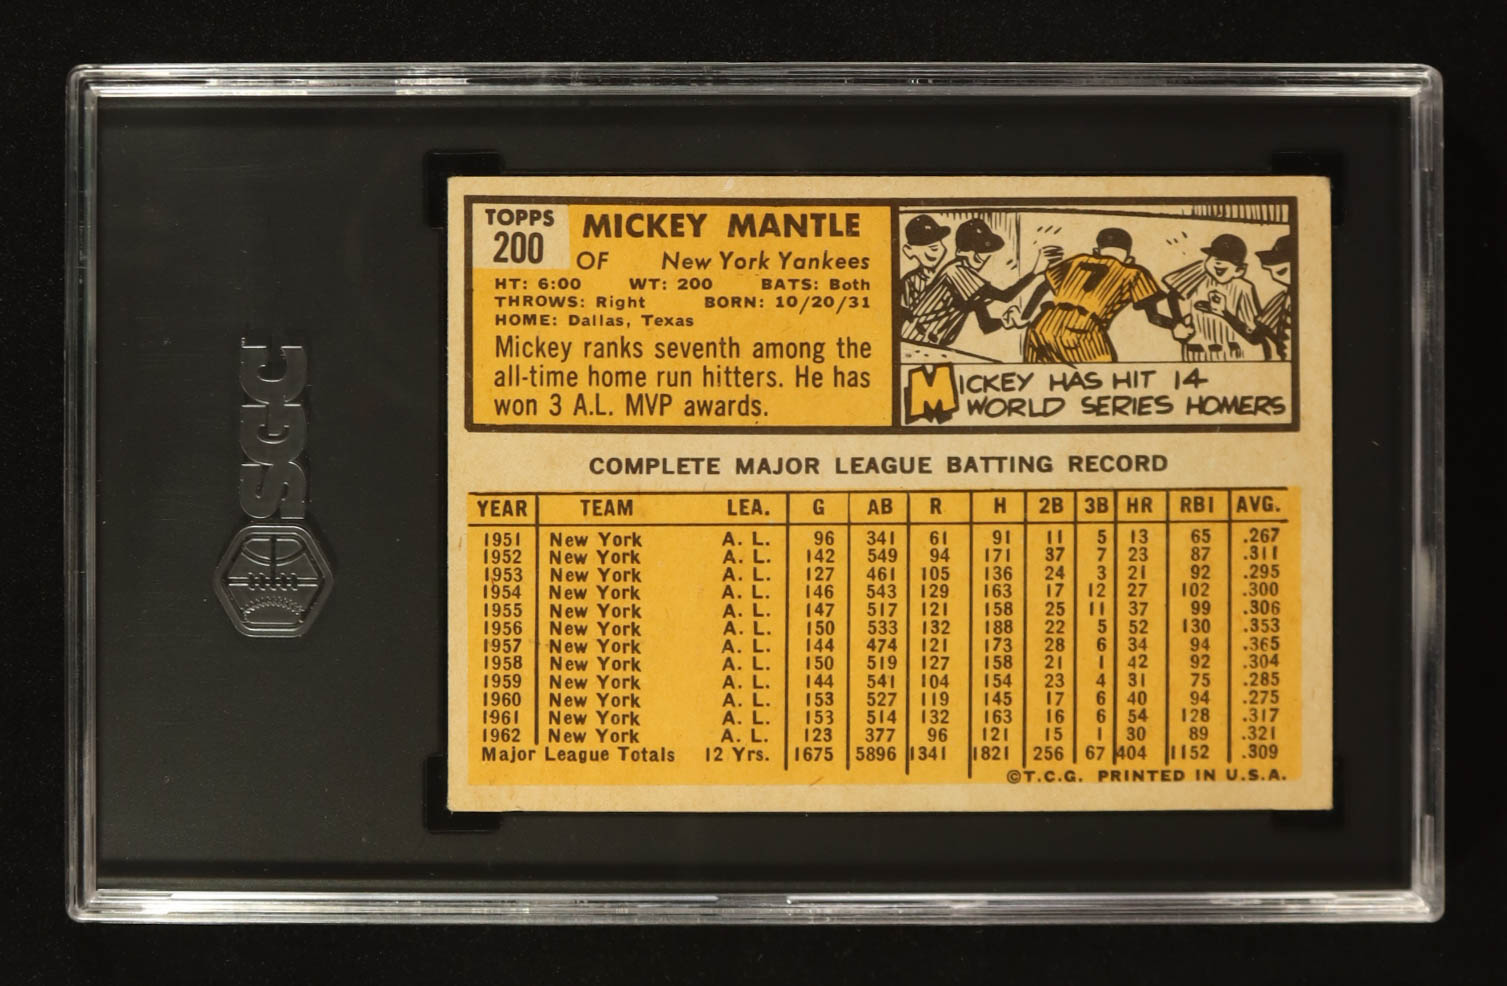 SGC
TOPPS
200
MICKEY MANTLE
OF New York Yankees
HT: 6:00 WT: 200 BATS: Both
THROWS: Right BORN: 10/20/31
HOME: Dallas, Texas
Mickey ranks seventh among the
all-time home run hitters. He has
won 3 A.L. MVP awards.
7
MICKEY HAS HIT 14
WORLD SERIES HOMERS
COMPLETE MAJOR LEAGUE BATTING RECORD
YEAR TEAM LEA. G AB R H 2B 3B HR RBI AVG.
1951 New York A. L. 96 341 61 91 11 5 13 65 .267
1952 New York A. L. 142 549 94 171 37 7 23 87 .311
1953 New York A. L. 127 461 105 136 24 3 21 92 .295
1954 New York A. L. 146 543 129 163 17 12 27 102 .300
1955 New York A. L. 147 517 121 158 25 11 37 99 .306
1956 New York A. L. 150 533 132 188 22 5 52 130 .353
1957 New York A. L. 144 474 121 173 28 6 34 94 .365
1958 New York A. L. 150 519 127 158 21 1 42 92 .304
1959 New York A. L. 144 541 104 154 23 4 31 75 .285
1960 New York A. L. 153 527 119 145 17 6 40 94 .275
1961 New York A. L. 153 514 132 163 16 6 54 128 .317
1962 New York A. L. 123 377 96 121 15 1 30 89 .321
Major League Totals 12 Yrs. 1675 5896 1341 1821 256 67 404 1152 .309
©T.C.G. PRINTED IN U.S.A.